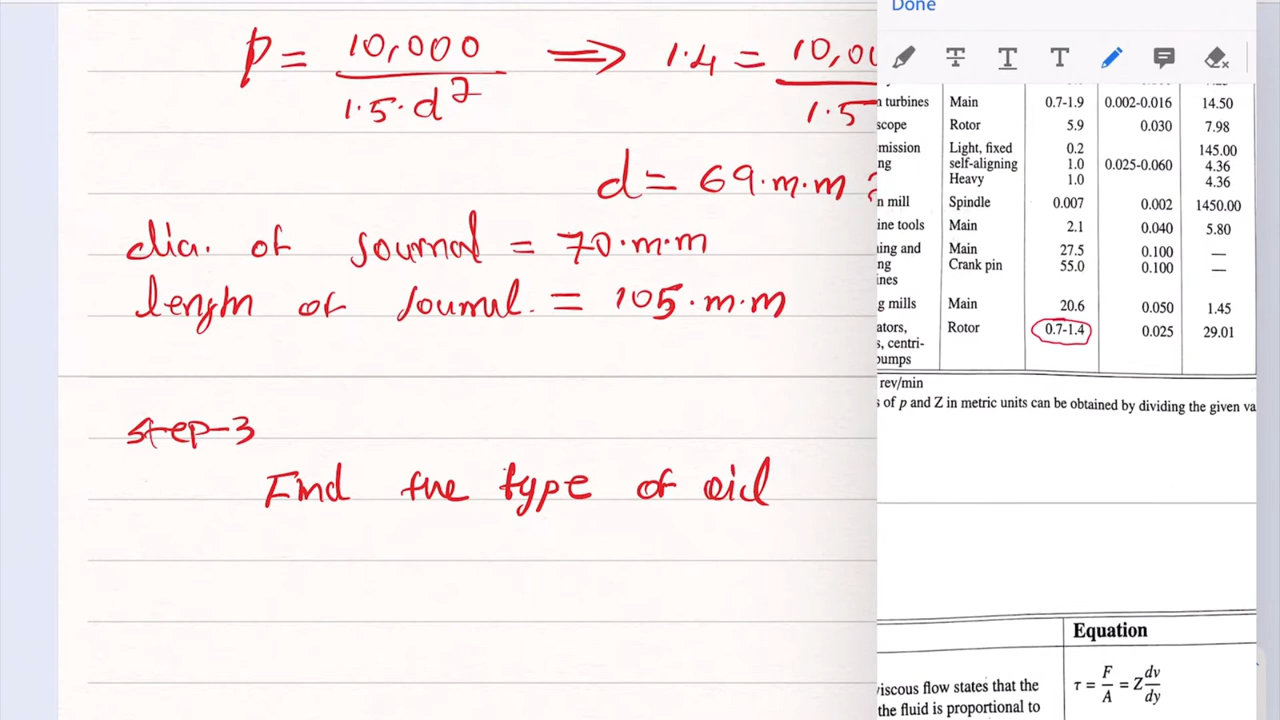 P = 10,000 / 1.5·d² ⟹ 1.4 = 10,00 / 1.5
d = 69·m·m
dia. of Journal = 70·m·m
length of Journal. = 105·m·m
Step-3
Find the type of oil
Done
n turbines Main 0.7-1.9 0.002-0.016 14.50
scope Rotor 5.9 0.030 7.98
mission Light, fixed 0.2 145.00
ng self-aligning 1.0 0.025-0.060 4.36
Heavy 1.0 4.36
n mill Spindle 0.007 0.002 1450.00
ine tools Main 2.1 0.040 5.80
hing and Main 27.5 0.100 —
ng Crank pin 55.0 0.100 —
ines
g mills Main 20.6 0.050 1.45
ators, Rotor 0.7-1.4 0.025 29.01
s, centri-
pumps
rev/min
s of p and Z in metric units can be obtained by dividing the given va
Equation
viscous flow states that the
the fluid is proportional to
τ = F/A = Z dv/dy